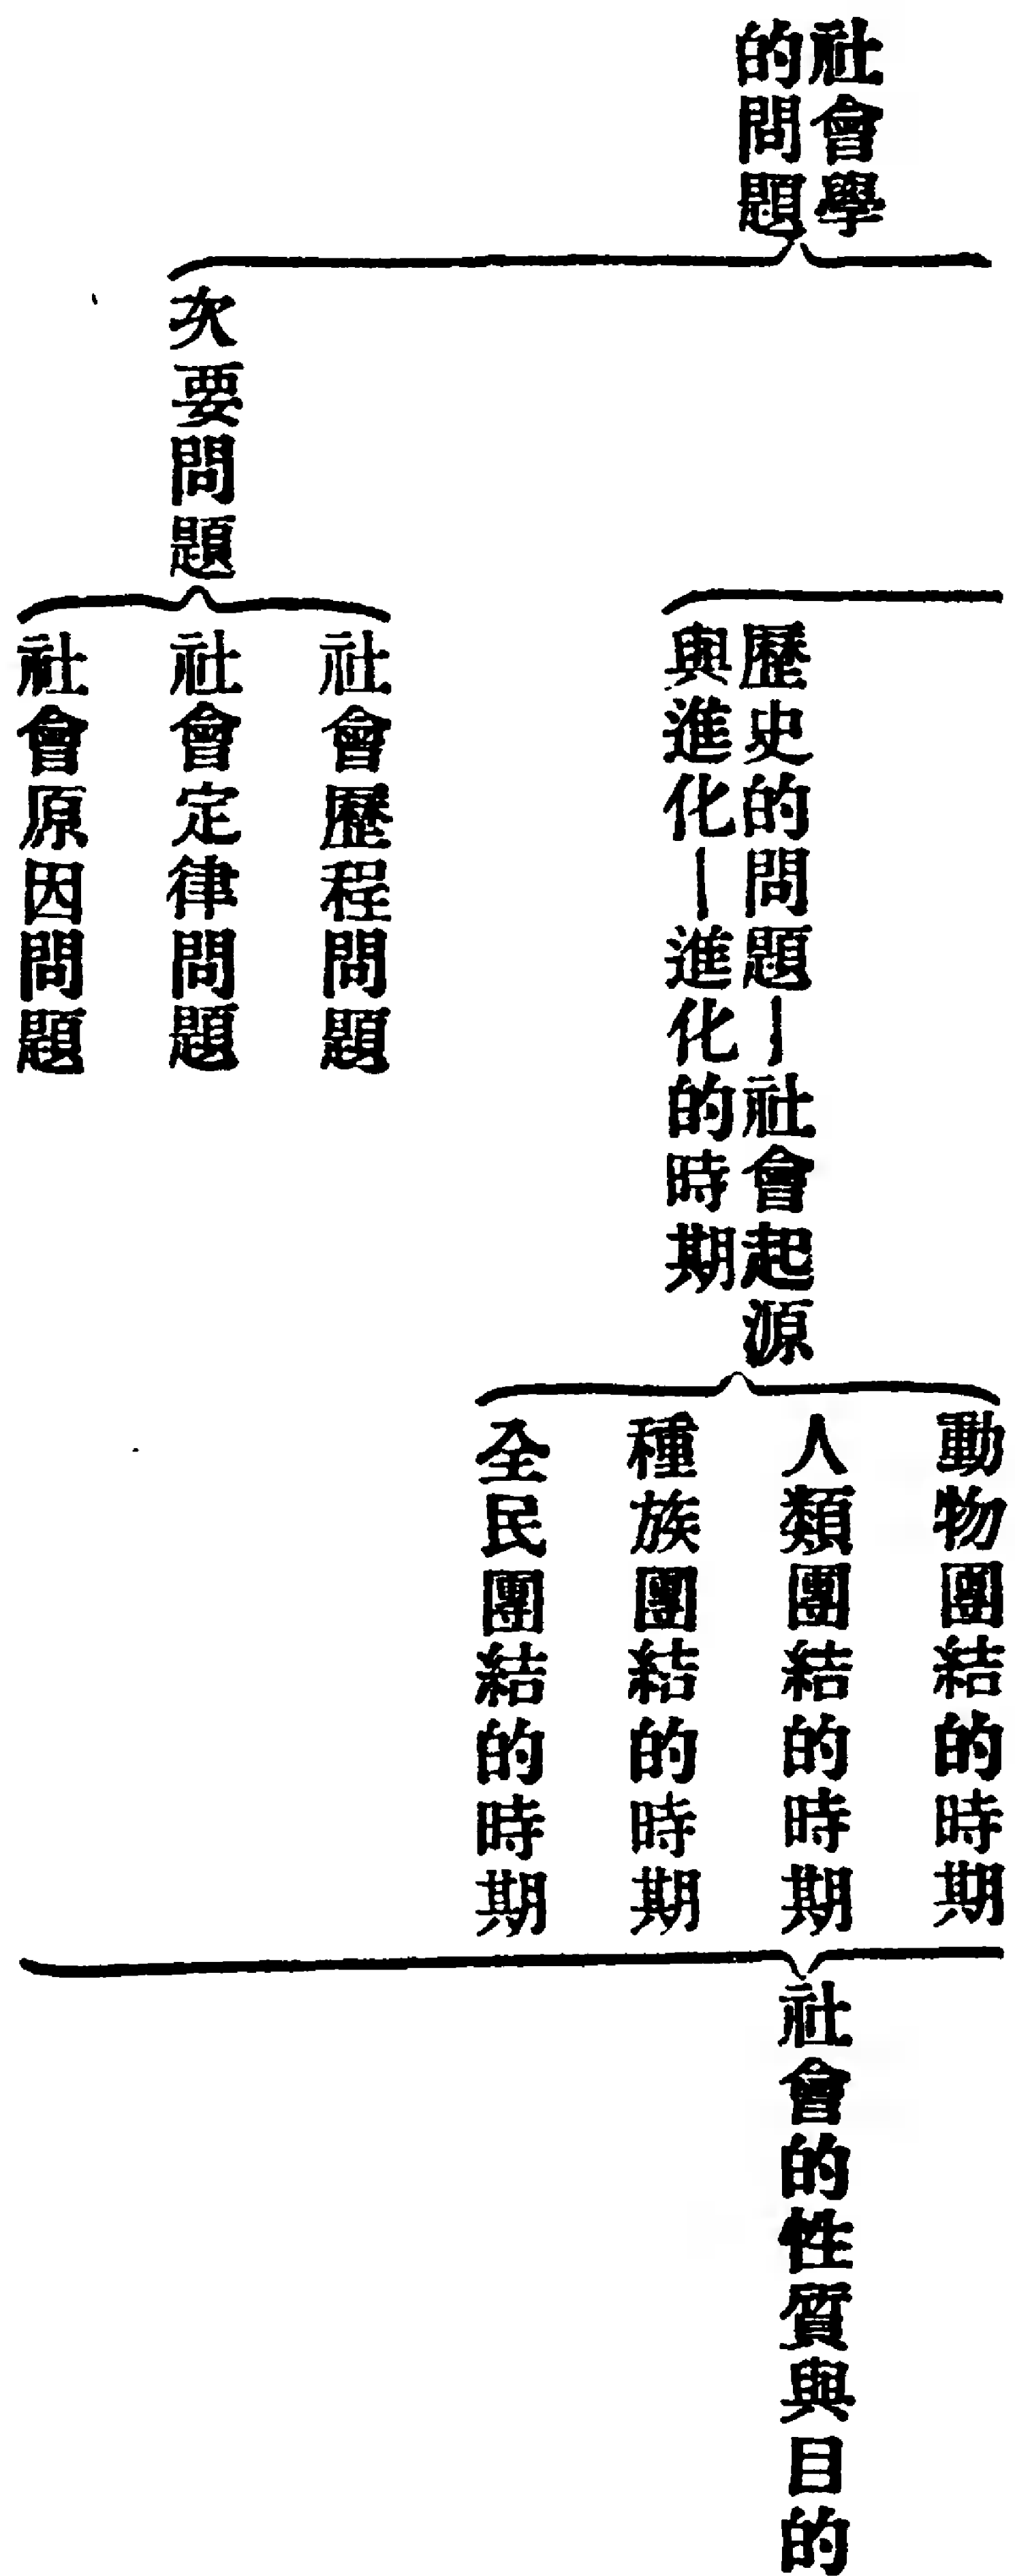 社會學
的問題
歷史的問題—社會起源
與進化—進化的時期
動物團結的時期
人類團結的時期
種族團結的時期
全民團結的時期
次要問題
社會歷程問題
社會定律問題
社會原因問題
社會的性質與目的